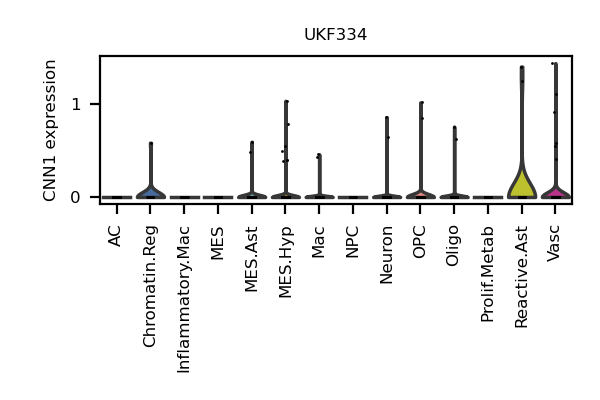 UKF334
CNN1 expression
1
0
AC
Chromatin.Reg
Inflammatory.Mac
MES
MES.Ast
MES.Hyp
Mac
NPC
Neuron
OPC
Oligo
Prolif.Metab
Reactive.Ast
Vasc